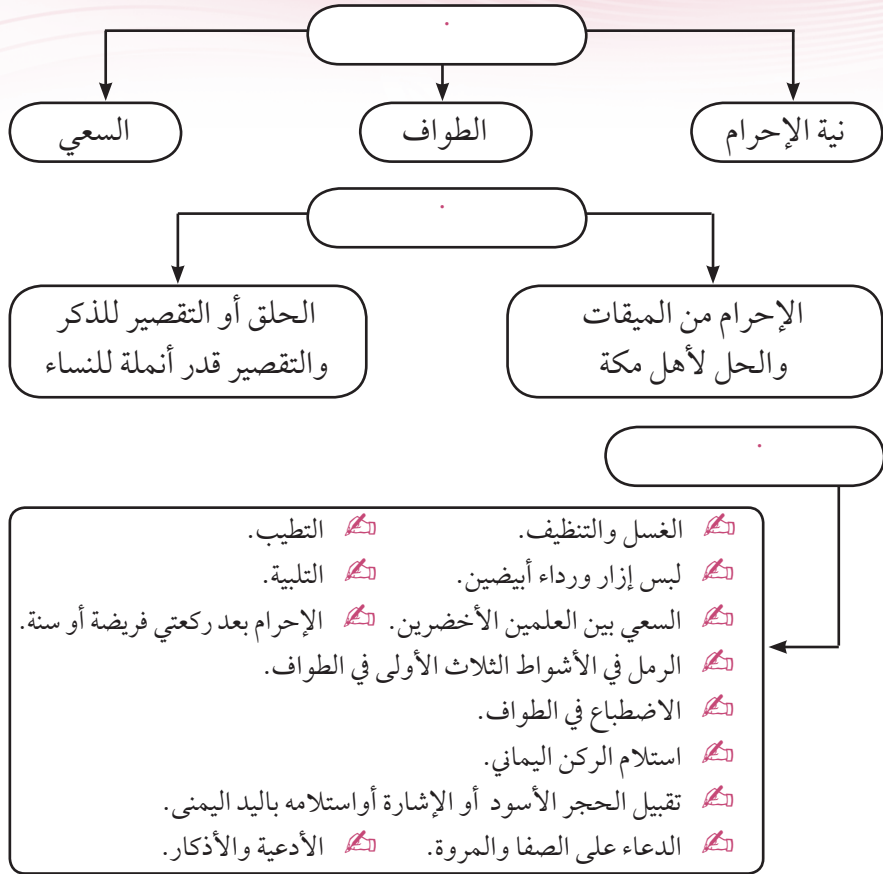 نية الإحرام
الطواف
السعي
الإحرام من الميقات
والحل لأهل مكة
الحلق أو التقصير للذكر
والتقصير قدر أنملة للنساء
الغسل والتنظيف. التطيب.
لبس إزار ورداء أبيضين. التلبية.
السعي بين العلمين الأخضرين. الإحرام بعد ركعتي فريضة أو سنة.
الرمل في الأشواط الثلاث الأولى في الطواف.
الاضطباع في الطواف.
استلام الركن اليماني.
تقبيل الحجر الأسود أو الإشارة أواستلامه باليد اليمنى.
الدعاء على الصفا والمروة. الأدعية والأذكار.